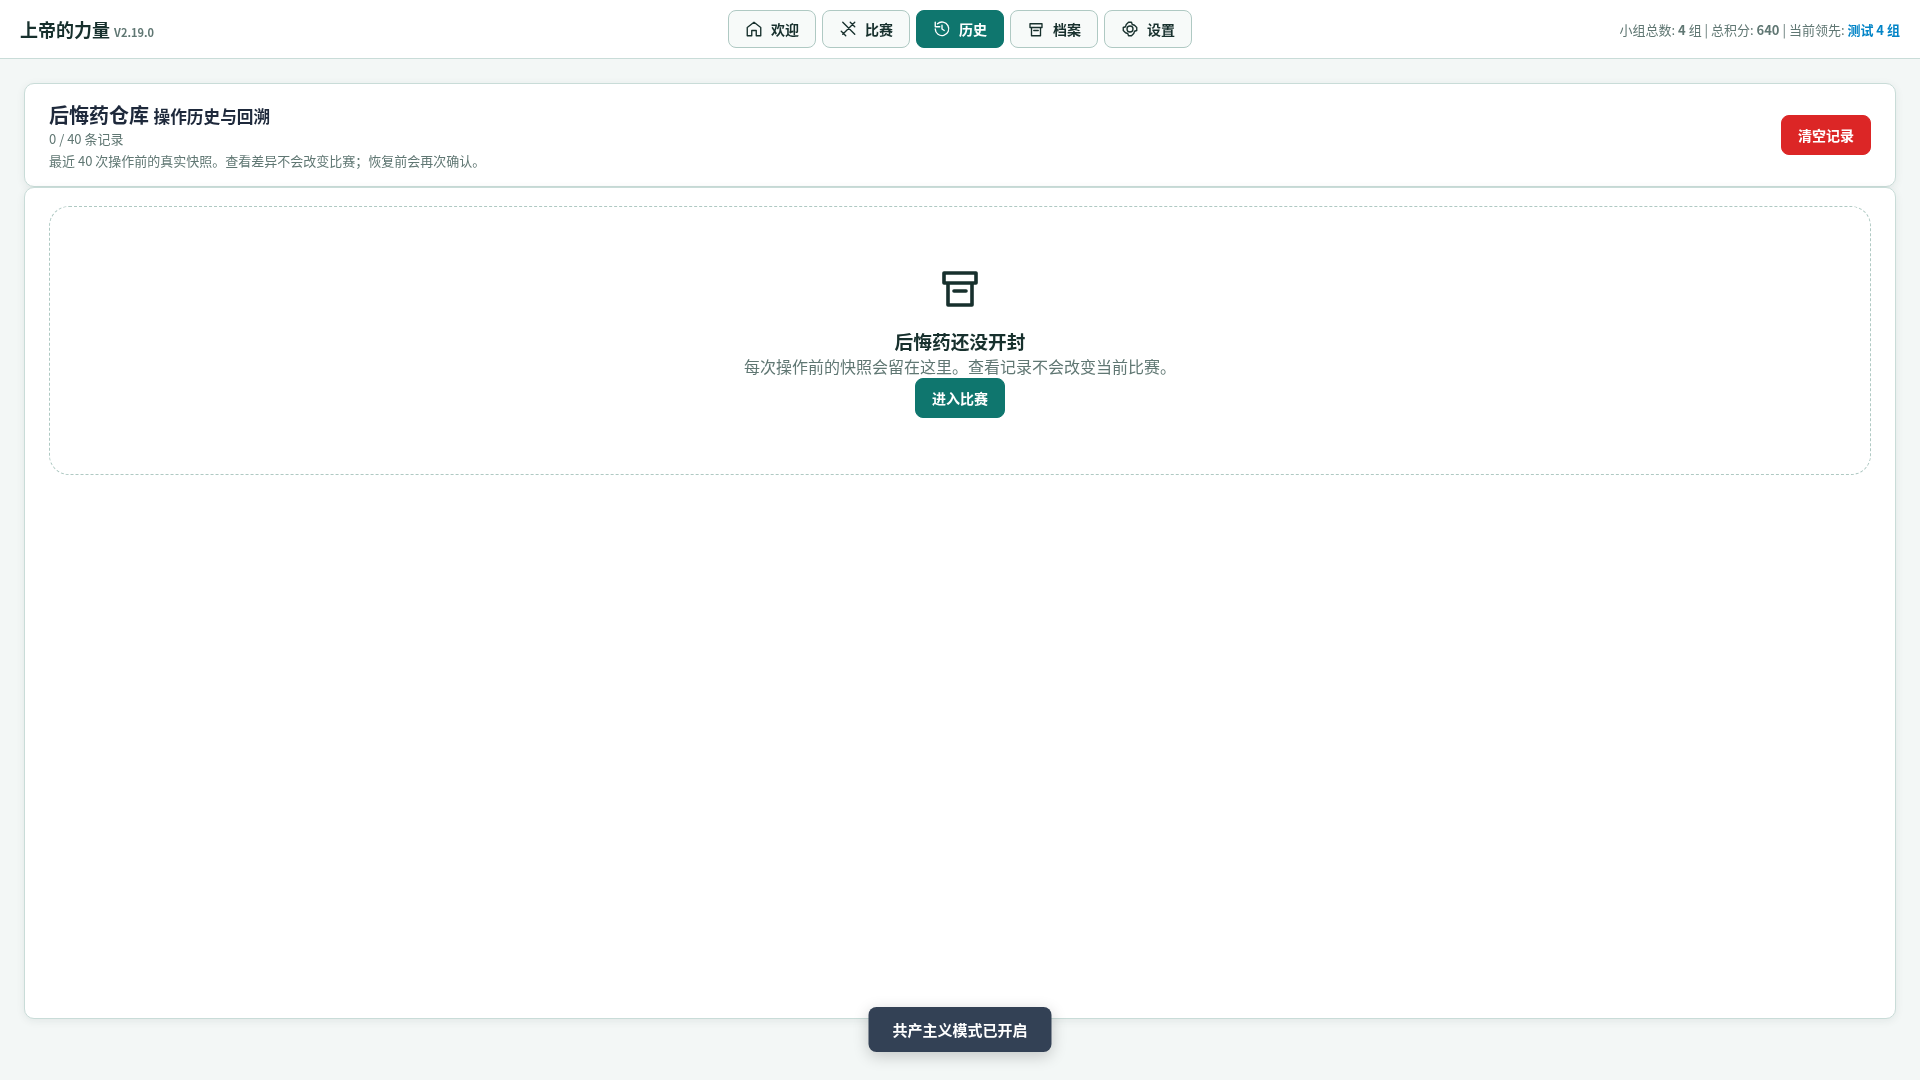 上帝的力量 V2.19.0
欢迎
比赛
历史
档案
设置
小组总数: 4 组 | 总积分: 640 | 当前领先: 测试 4 组
后悔药仓库 操作历史与回溯
0 / 40 条记录
最近 40 次操作前的真实快照。查看差异不会改变比赛；恢复前会再次确认。
清空记录
后悔药还没开封
每次操作前的快照会留在这里。查看记录不会改变当前比赛。
进入比赛
共产主义模式已开启